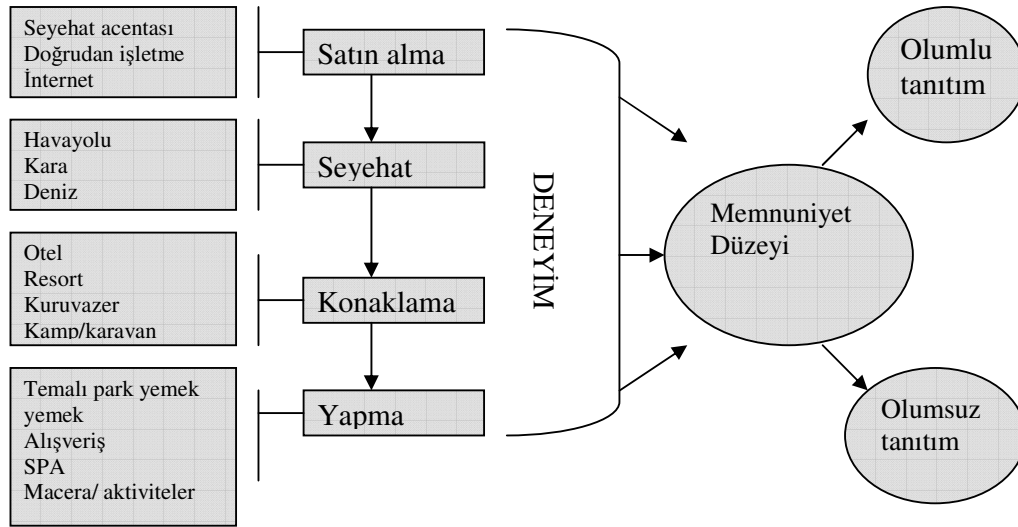 Seyehat acentası
Doğrudan işletme
İnternet
Satın alma
Havayolu
Kara
Deniz
Seyehat
Otel
Resort
Kuruvazer
Kamp/karavan
Konaklama
Temalı park yemek
yemek
Alışveriş
SPA
Macera/ aktiviteler
Yapma
DENEYİM
Memnuniyet
Düzeyi
Olumlu
tanıtım
Olumsuz
tanıtım